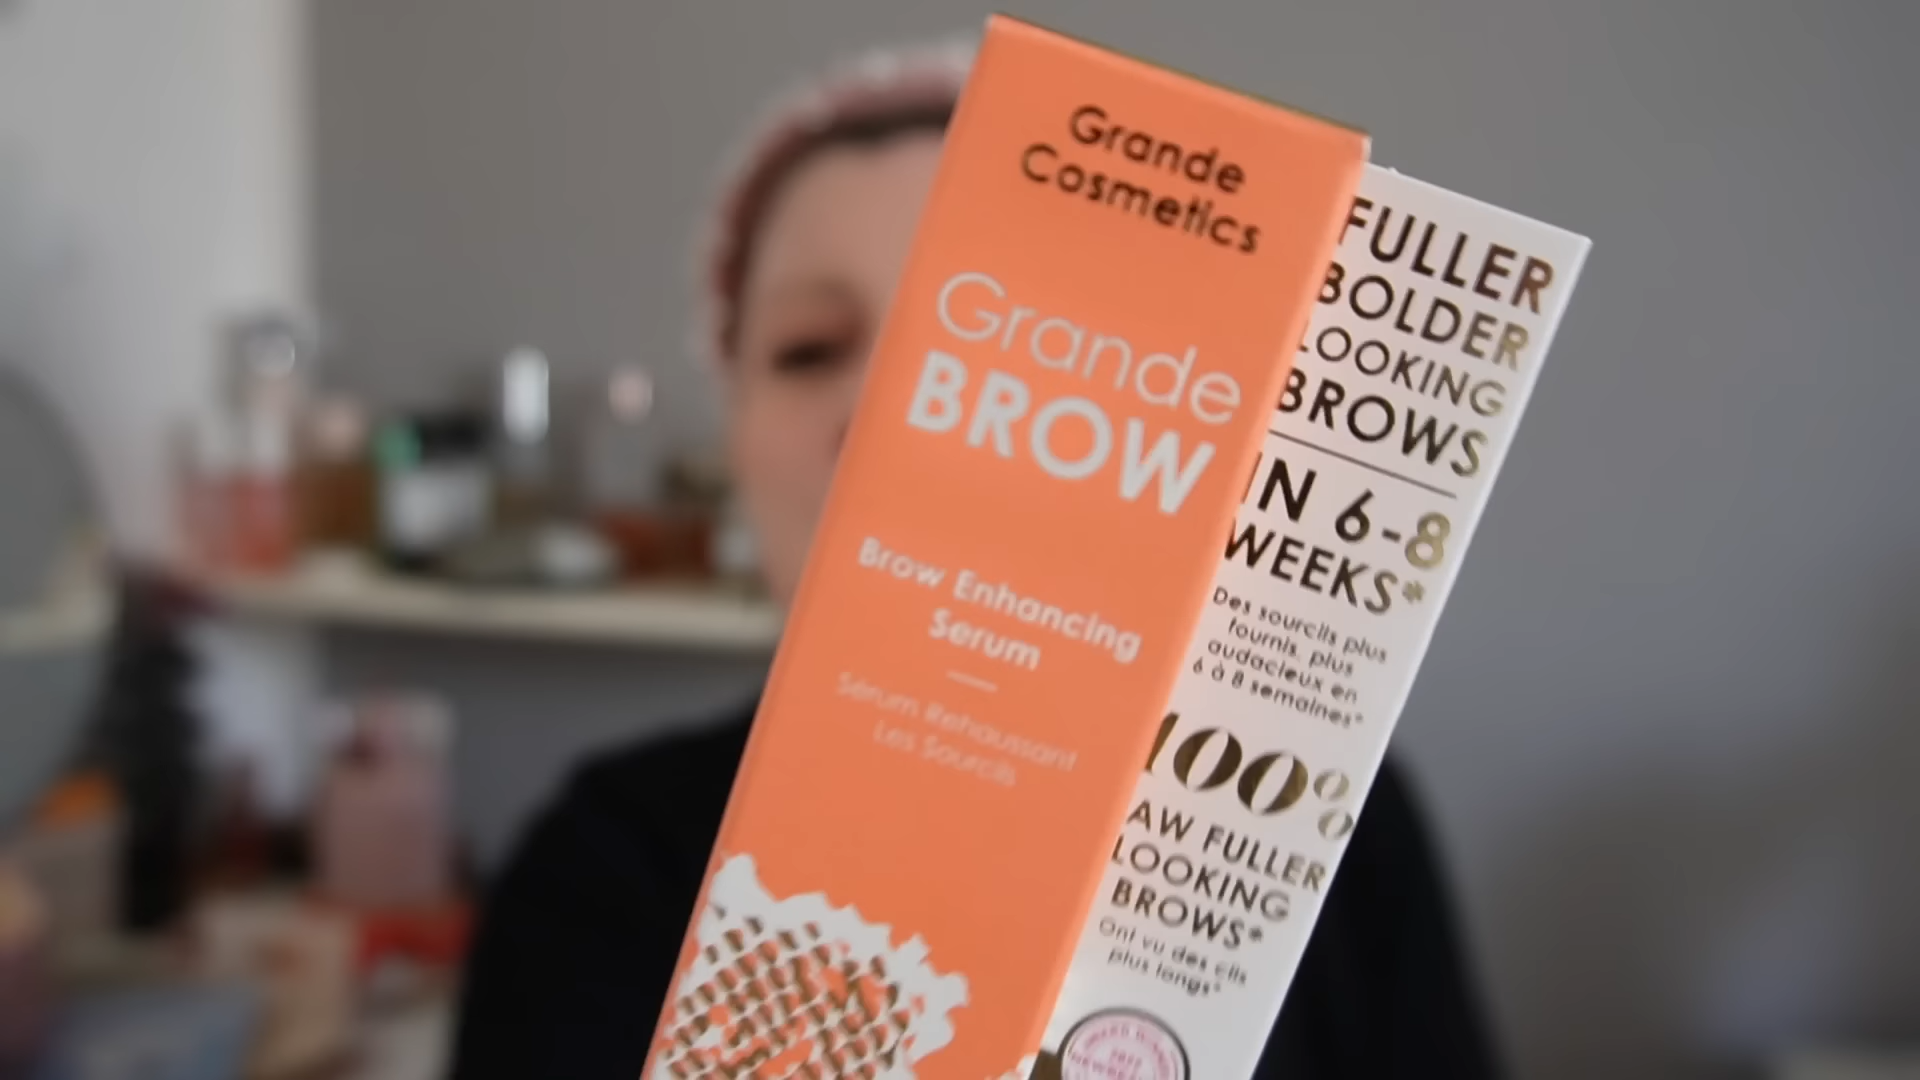 Grande
Cosmetics
Grande
BROW
Brow Enhancing
Serum
Sérum Rehaussant
Les Sourcils
FULLER
BOLDER
LOOKING
BROWS
IN 6-8
WEEKS*
Des sourcils plus
fournis, plus
audacieux en
6 à 8 semaines*
100%
AW FULLER
LOOKING
BROWS*
Ont vu des cils
plus longs*